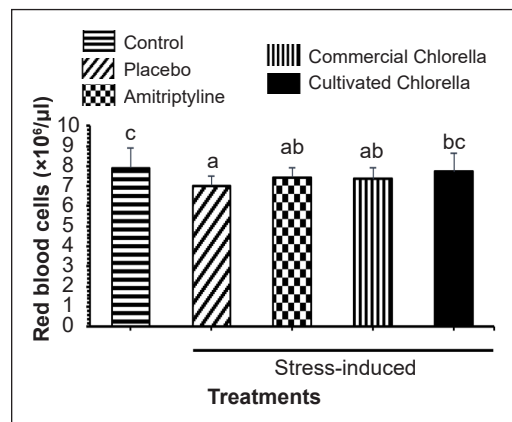 Control
Placebo
Amitriptyline
Commercial Chlorella
Cultivated Chlorella
Red blood cells (×10⁶/µl)
10
9
8
7
6
5
4
3
2
1
0
c
a
ab
ab
bc
Stress-induced
Treatments